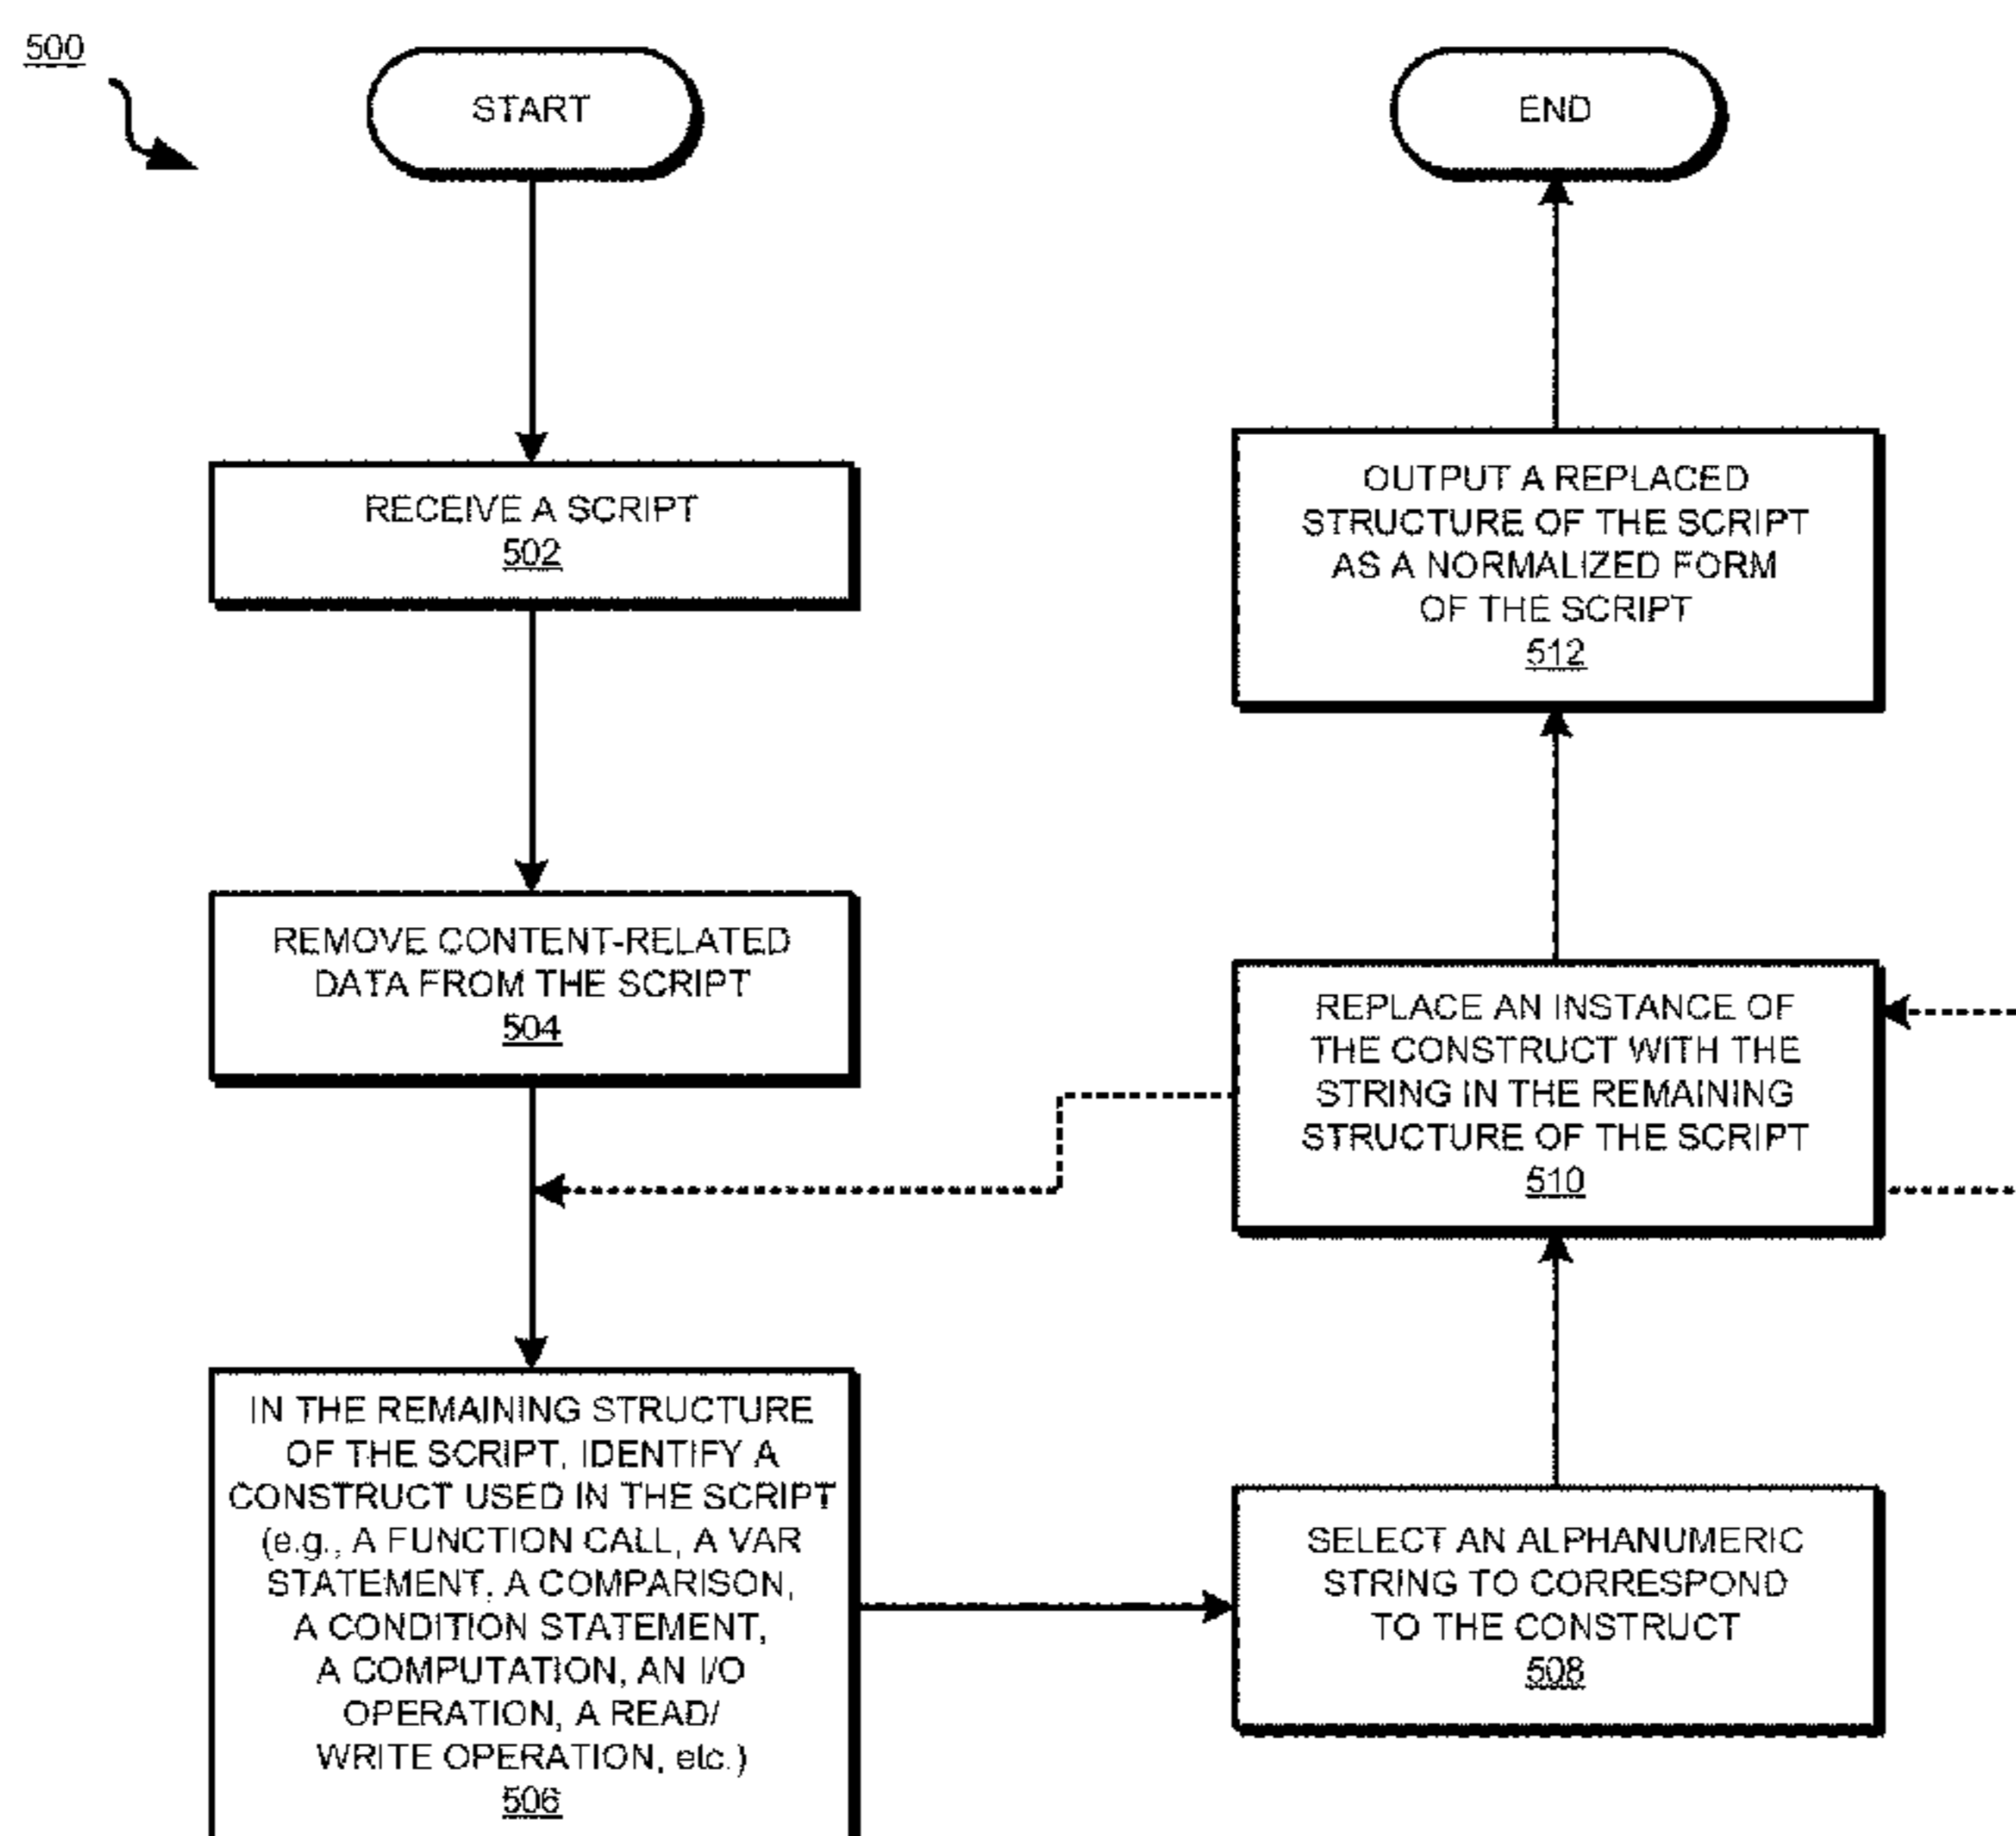 500
START
RECEIVE A SCRIPT
502
REMOVE CONTENT-RELATED
DATA FROM THE SCRIPT
504
IN THE REMAINING STRUCTURE
OF THE SCRIPT, IDENTIFY A
CONSTRUCT USED IN THE SCRIPT
(e.g., A FUNCTION CALL, A VAR
STATEMENT, A COMPARISON,
A CONDITION STATEMENT,
A COMPUTATION, AN I/O
OPERATION, A READ/
WRITE OPERATION, etc.)
506
SELECT AN ALPHANUMERIC
STRING TO CORRESPOND
TO THE CONSTRUCT
508
REPLACE AN INSTANCE OF
THE CONSTRUCT WITH THE
STRING IN THE REMAINING
STRUCTURE OF THE SCRIPT
510
OUTPUT A REPLACED
STRUCTURE OF THE SCRIPT
AS A NORMALIZED FORM
OF THE SCRIPT
512
END